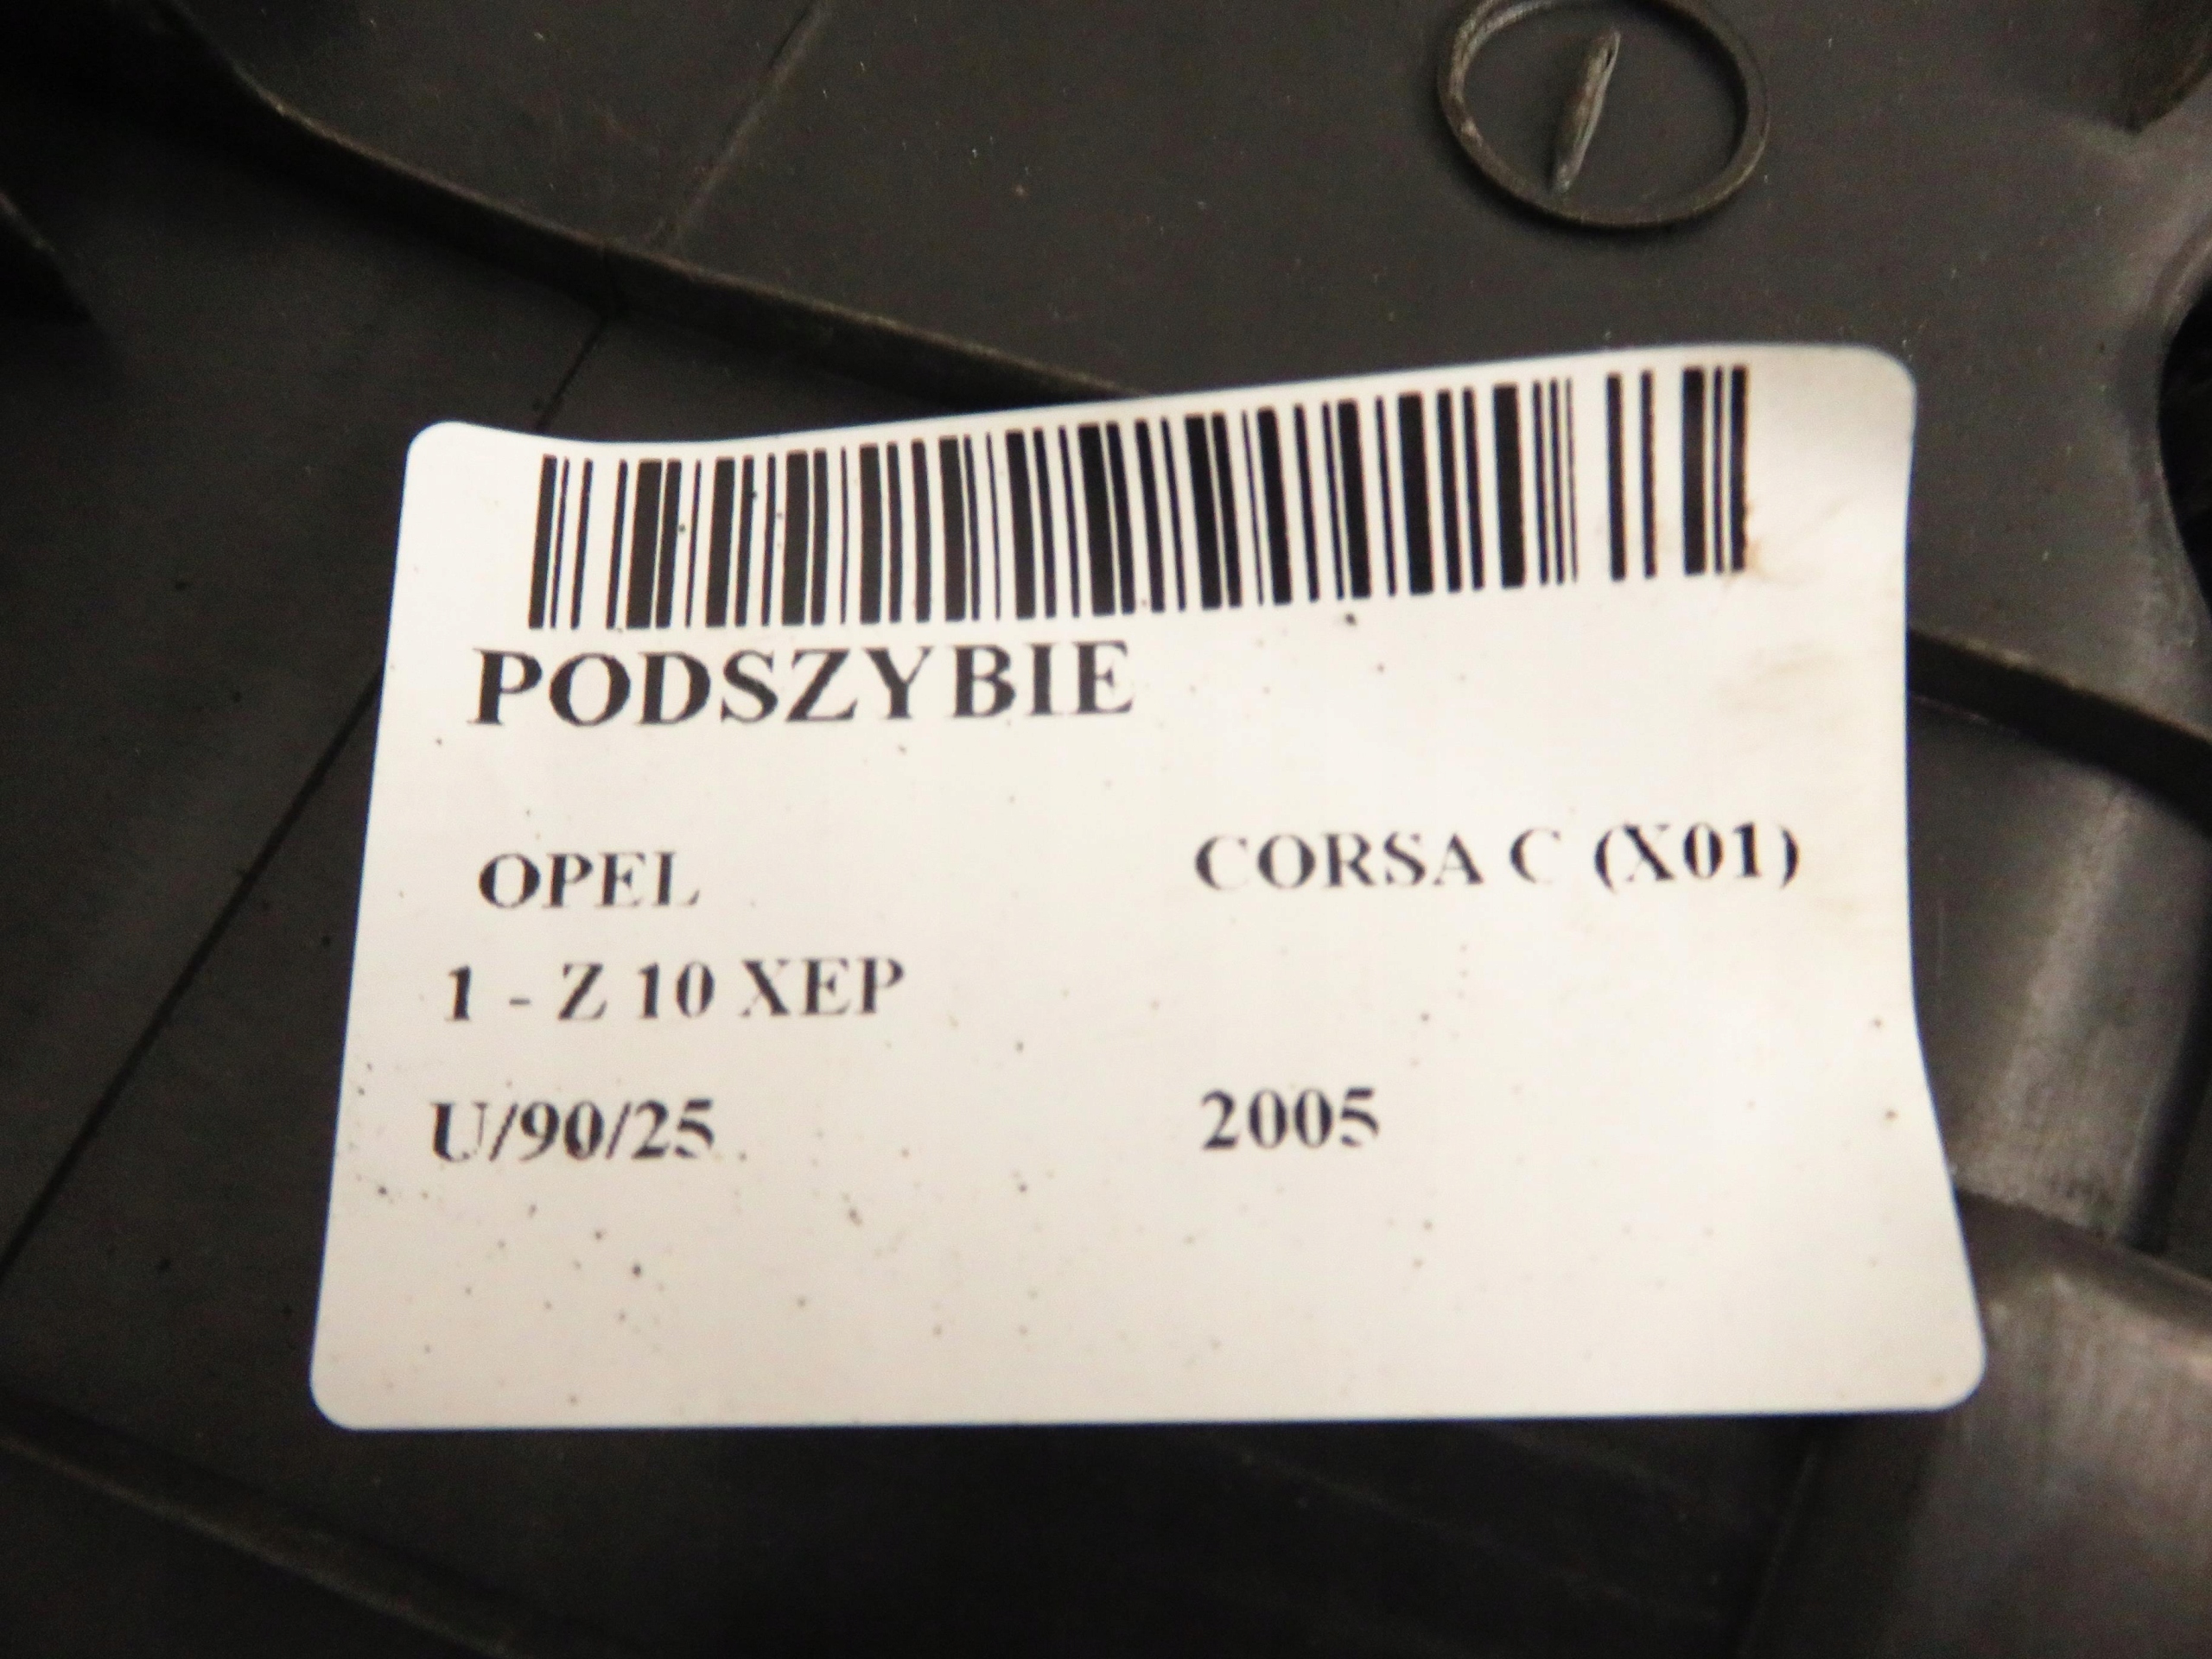 PODSZYBIE
OPEL CORSA C (X01)
1 - Z 10 XEP
U/90/25 2005